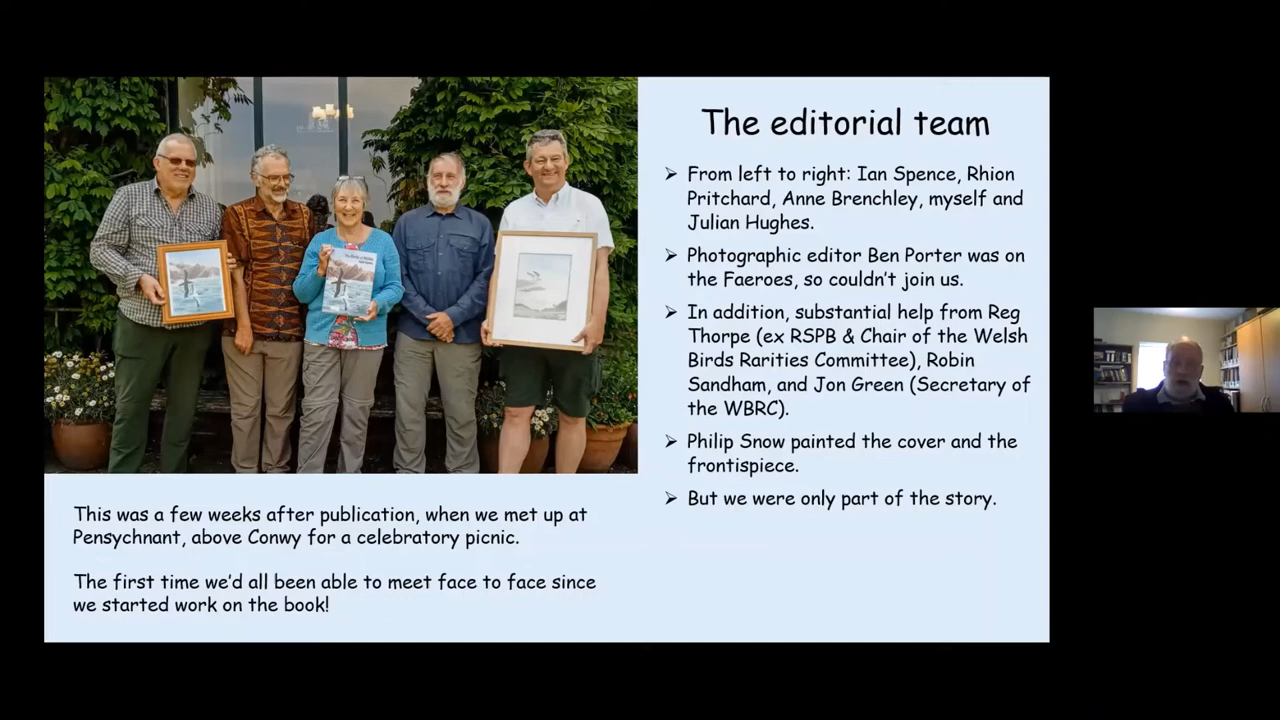 The editorial team
➢ From left to right: Ian Spence, Rhion
Pritchard, Anne Brenchley, myself and
Julian Hughes.
➢ Photographic editor Ben Porter was on
the Faeroes, so couldn't join us.
➢ In addition, substantial help from Reg
Thorpe (ex RSPB & Chair of the Welsh
Birds Rarities Committee), Robin
Sandham, and Jon Green (Secretary of
the WBRC).
➢ Philip Snow painted the cover and the
frontispiece.
➢ But we were only part of the story.
This was a few weeks after publication, when we met up at
Pensychnant, above Conwy for a celebratory picnic.
The first time we'd all been able to meet face to face since
we started work on the book!